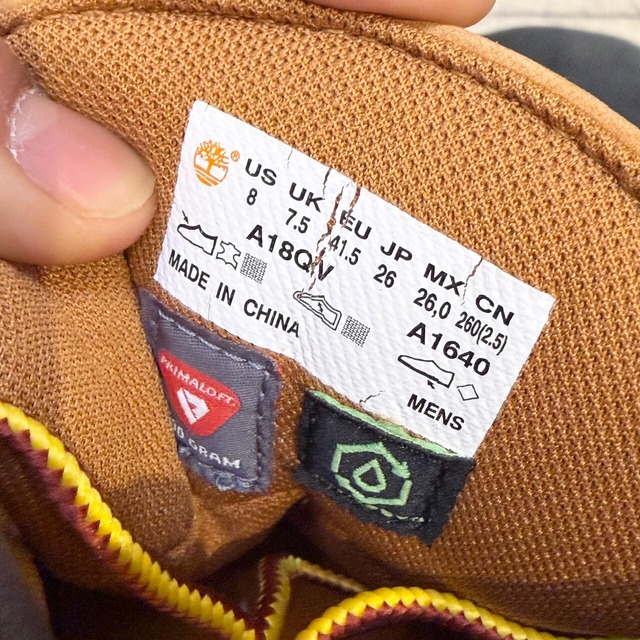 US UK EU JP MX CN
8 7.5 41.5 26 26,0 260(2.5)
A18QV A1640
MADE IN CHINA
MENS
PRIMALOFT
GRAM